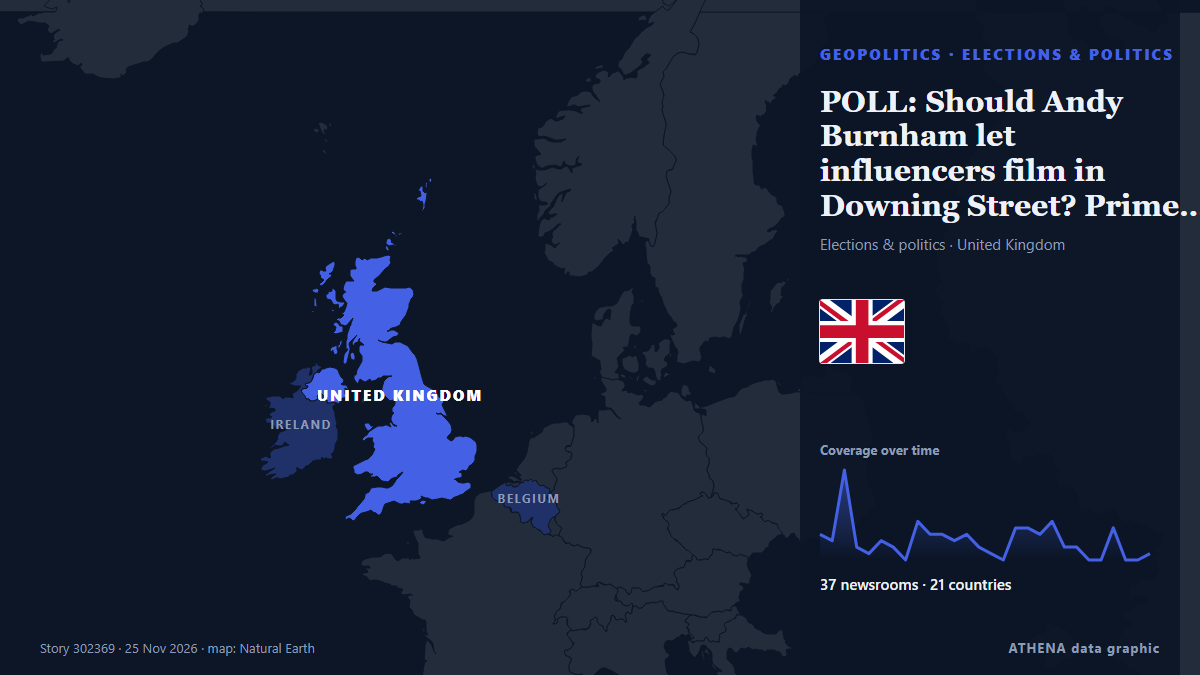 GEOPOLITICS · ELECTIONS & POLITICS
POLL: Should Andy
Burnham let
influencers film in
Downing Street? Prime..
Elections & politics · United Kingdom
UNITED KINGDOM
IRELAND
BELGIUM
Coverage over time
37 newsrooms · 21 countries
Story 302369 · 25 Nov 2026 · map: Natural Earth
ATHENA data graphic